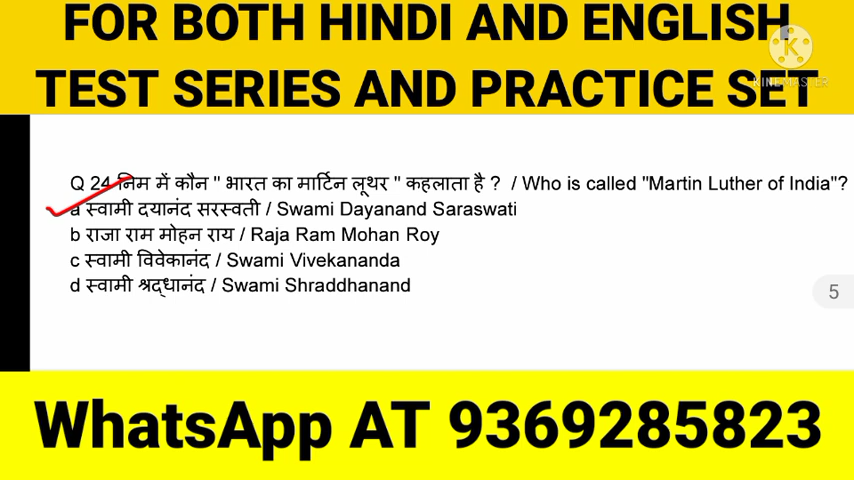 FOR BOTH HINDI AND ENGLISH
TEST SERIES AND PRACTICE SET
K
KINEMASTER
Q 24 निम में कौन " भारत का मार्टिन लूथर " कहलाता है ? / Who is called "Martin Luther of India"?
a स्वामी दयानंद सरस्वती / Swami Dayanand Saraswati
b राजा राम मोहन राय / Raja Ram Mohan Roy
c स्वामी विवेकानंद / Swami Vivekananda
d स्वामी श्रद्धानंद / Swami Shraddhanand
5
WhatsApp AT 9369285823